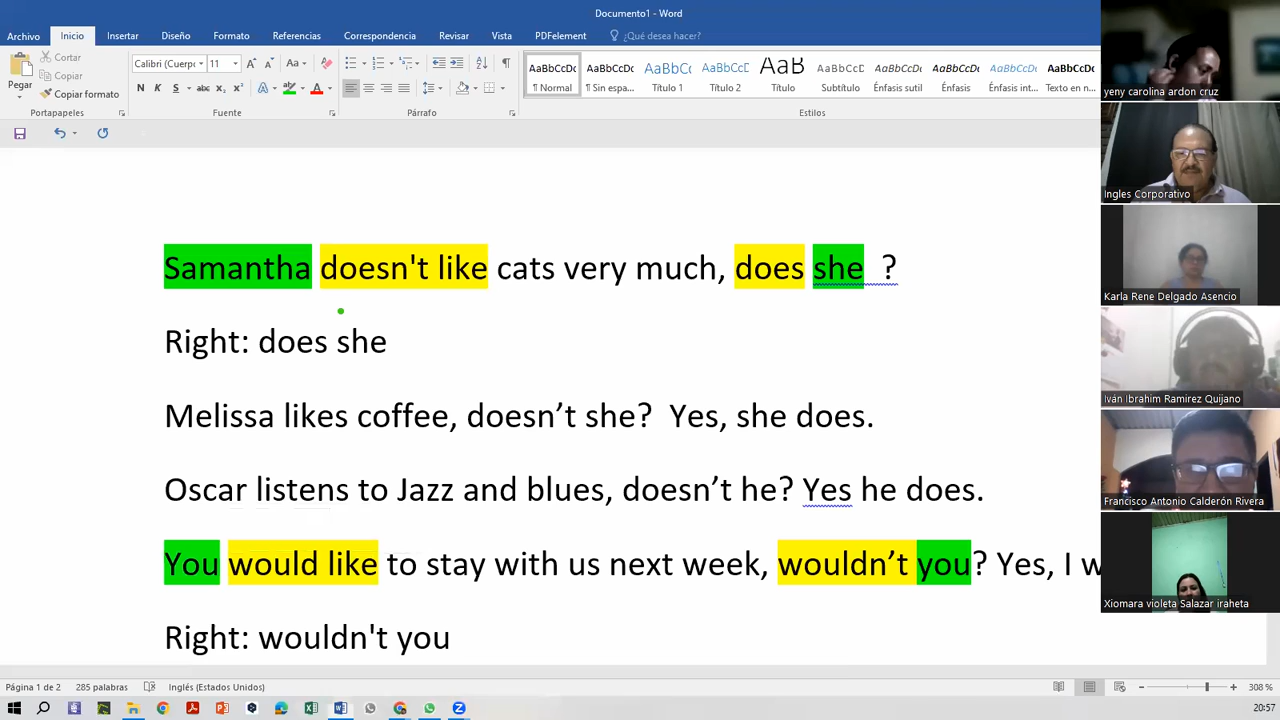 Documento1 - Word
Archivo Inicio Insertar Diseño Formato Referencias Correspondencia Revisar Vista PDFelement ¿Qué desea hacer?
Pegar Cortar
Copiar
Copiar formato
Calibri (Cuerpo 11 Aa
N K S abc x₂ x²
AaBbCcDc AaBbCcDc AaBbCc AaBbCcD AaB AaBbCcC AaBbCcDc AaBbCcDc AaBbCcDc AaBbCcDc
¶ Normal ¶ Sin espa... Título 1 Título 2 Título Subtítulo Énfasis sutil Énfasis Énfasis int... Texto en n
Portapapeles Fuente Párrafo Estilos
Samantha doesn't like cats very much, does she ?
Right: does she
Melissa likes coffee, doesn’t she? Yes, she does.
Oscar listens to Jazz and blues, doesn’t he? Yes he does.
You would like to stay with us next week, wouldn’t you? Yes, I w
Right: wouldn't you
yeny carolina ardon cruz
Ingles Corporativo
Karla Rene Delgado Asencio
Iván Ibrahim Ramirez Quijano
Francisco Antonio Calderón Rivera
Xiomara violeta Salazar iraheta
Página 1 de 2 285 palabras Inglés (Estados Unidos) 308 %
20:57